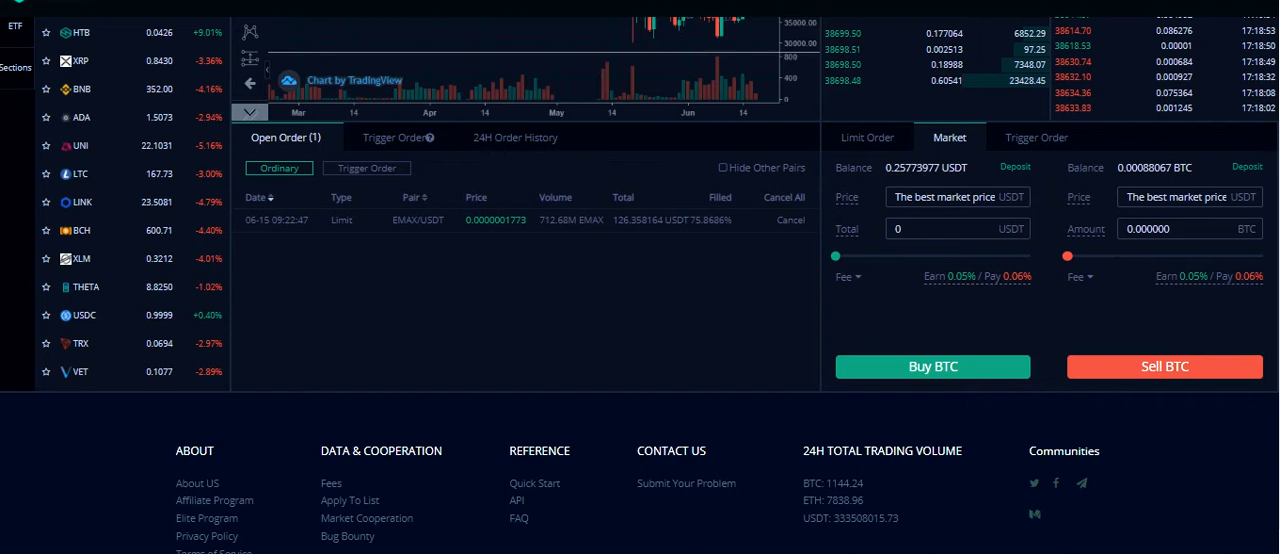 ETF
Sections
HTB 0.0426 +9.01%
XRP 0.8430 -3.36%
BNB 352.00 -4.16%
ADA 1.5073 -2.94%
UNI 22.1031 -5.16%
LTC 167.73 -3.00%
LINK 23.5081 -4.79%
BCH 600.71 -4.40%
XLM 0.3212 -4.01%
THETA 8.8250 -1.02%
USDC 0.9999 +0.40%
TRX 0.0694 -2.97%
VET 0.1077 -2.89%
35000.00
30000.00
800
400
0
Chart by TradingView
Mar 14 Apr 14 May 14 Jun 14
38699.50 0.177064 6852.29
38698.51 0.002513 97.25
38698.50 0.18988 7348.07
38698.48 0.60541 23428.45
38614.70 0.086276 17:18:53
38618.53 0.00001 17:18:50
38630.74 0.000684 17:18:49
38632.10 0.000927 17:18:32
38634.36 0.075364 17:18:08
38633.83 0.001245 17:18:02
Open Order (1) Trigger Order 24H Order History
Ordinary Trigger Order Hide Other Pairs
Date Type Pair Price Volume Total Filled Cancel All
06-15 09:22:47 Limit EMAX/USDT 0.0000001773 712.68M EMAX 126.358164 USDT 75.8686% Cancel
Limit Order Market Trigger Order
Balance 0.25773977 USDT Deposit
Price The best market price USDT
Total 0 USDT
Fee Earn 0.05% / Pay 0.06%
Buy BTC
Balance 0.00088067 BTC Deposit
Price The best market price USDT
Amount 0.000000 BTC
Fee Earn 0.05% / Pay 0.06%
Sell BTC
ABOUT
About US
Affiliate Program
Elite Program
Privacy Policy
Terms of Service
DATA & COOPERATION
Fees
Apply To List
Market Cooperation
Bug Bounty
REFERENCE
Quick Start
API
FAQ
CONTACT US
Submit Your Problem
24H TOTAL TRADING VOLUME
BTC: 1144.24
ETH: 7838.96
USDT: 333508015.73
Communities